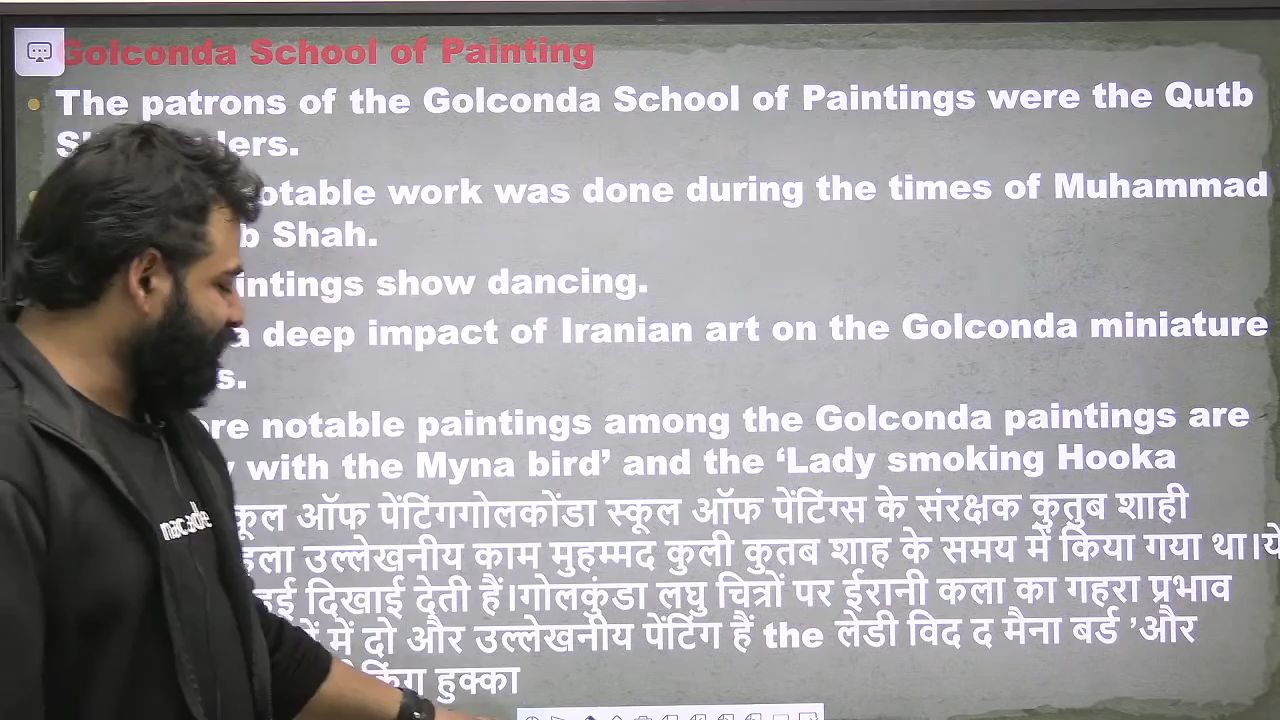 Golconda School of Painting
The patrons of the Golconda School of Paintings were the Qutb
ers.
otable work was done during the times of Muhammad
b Shah.
intings show dancing.
a deep impact of Iranian art on the Golconda miniature
s.
re notable paintings among the Golconda paintings are
with the Myna bird’ and the ‘Lady smoking Hooka
कूल ऑफ पेंटिंगगोलकोंडा स्कूल ऑफ पेंटिंग्स के संरक्षक कुतुब शाही
हला उल्लेखनीय काम मुहम्मद कुली कुतब शाह के समय में किया गया था।ये
हुई दिखाई देती हैं।गोलकुंडा लघु चित्रों पर ईरानी कला का गहरा प्रभाव
में दो और उल्लेखनीय पेंटिंग हैं the लेडी विद द मैना बर्ड ’और
किंग हुक्का